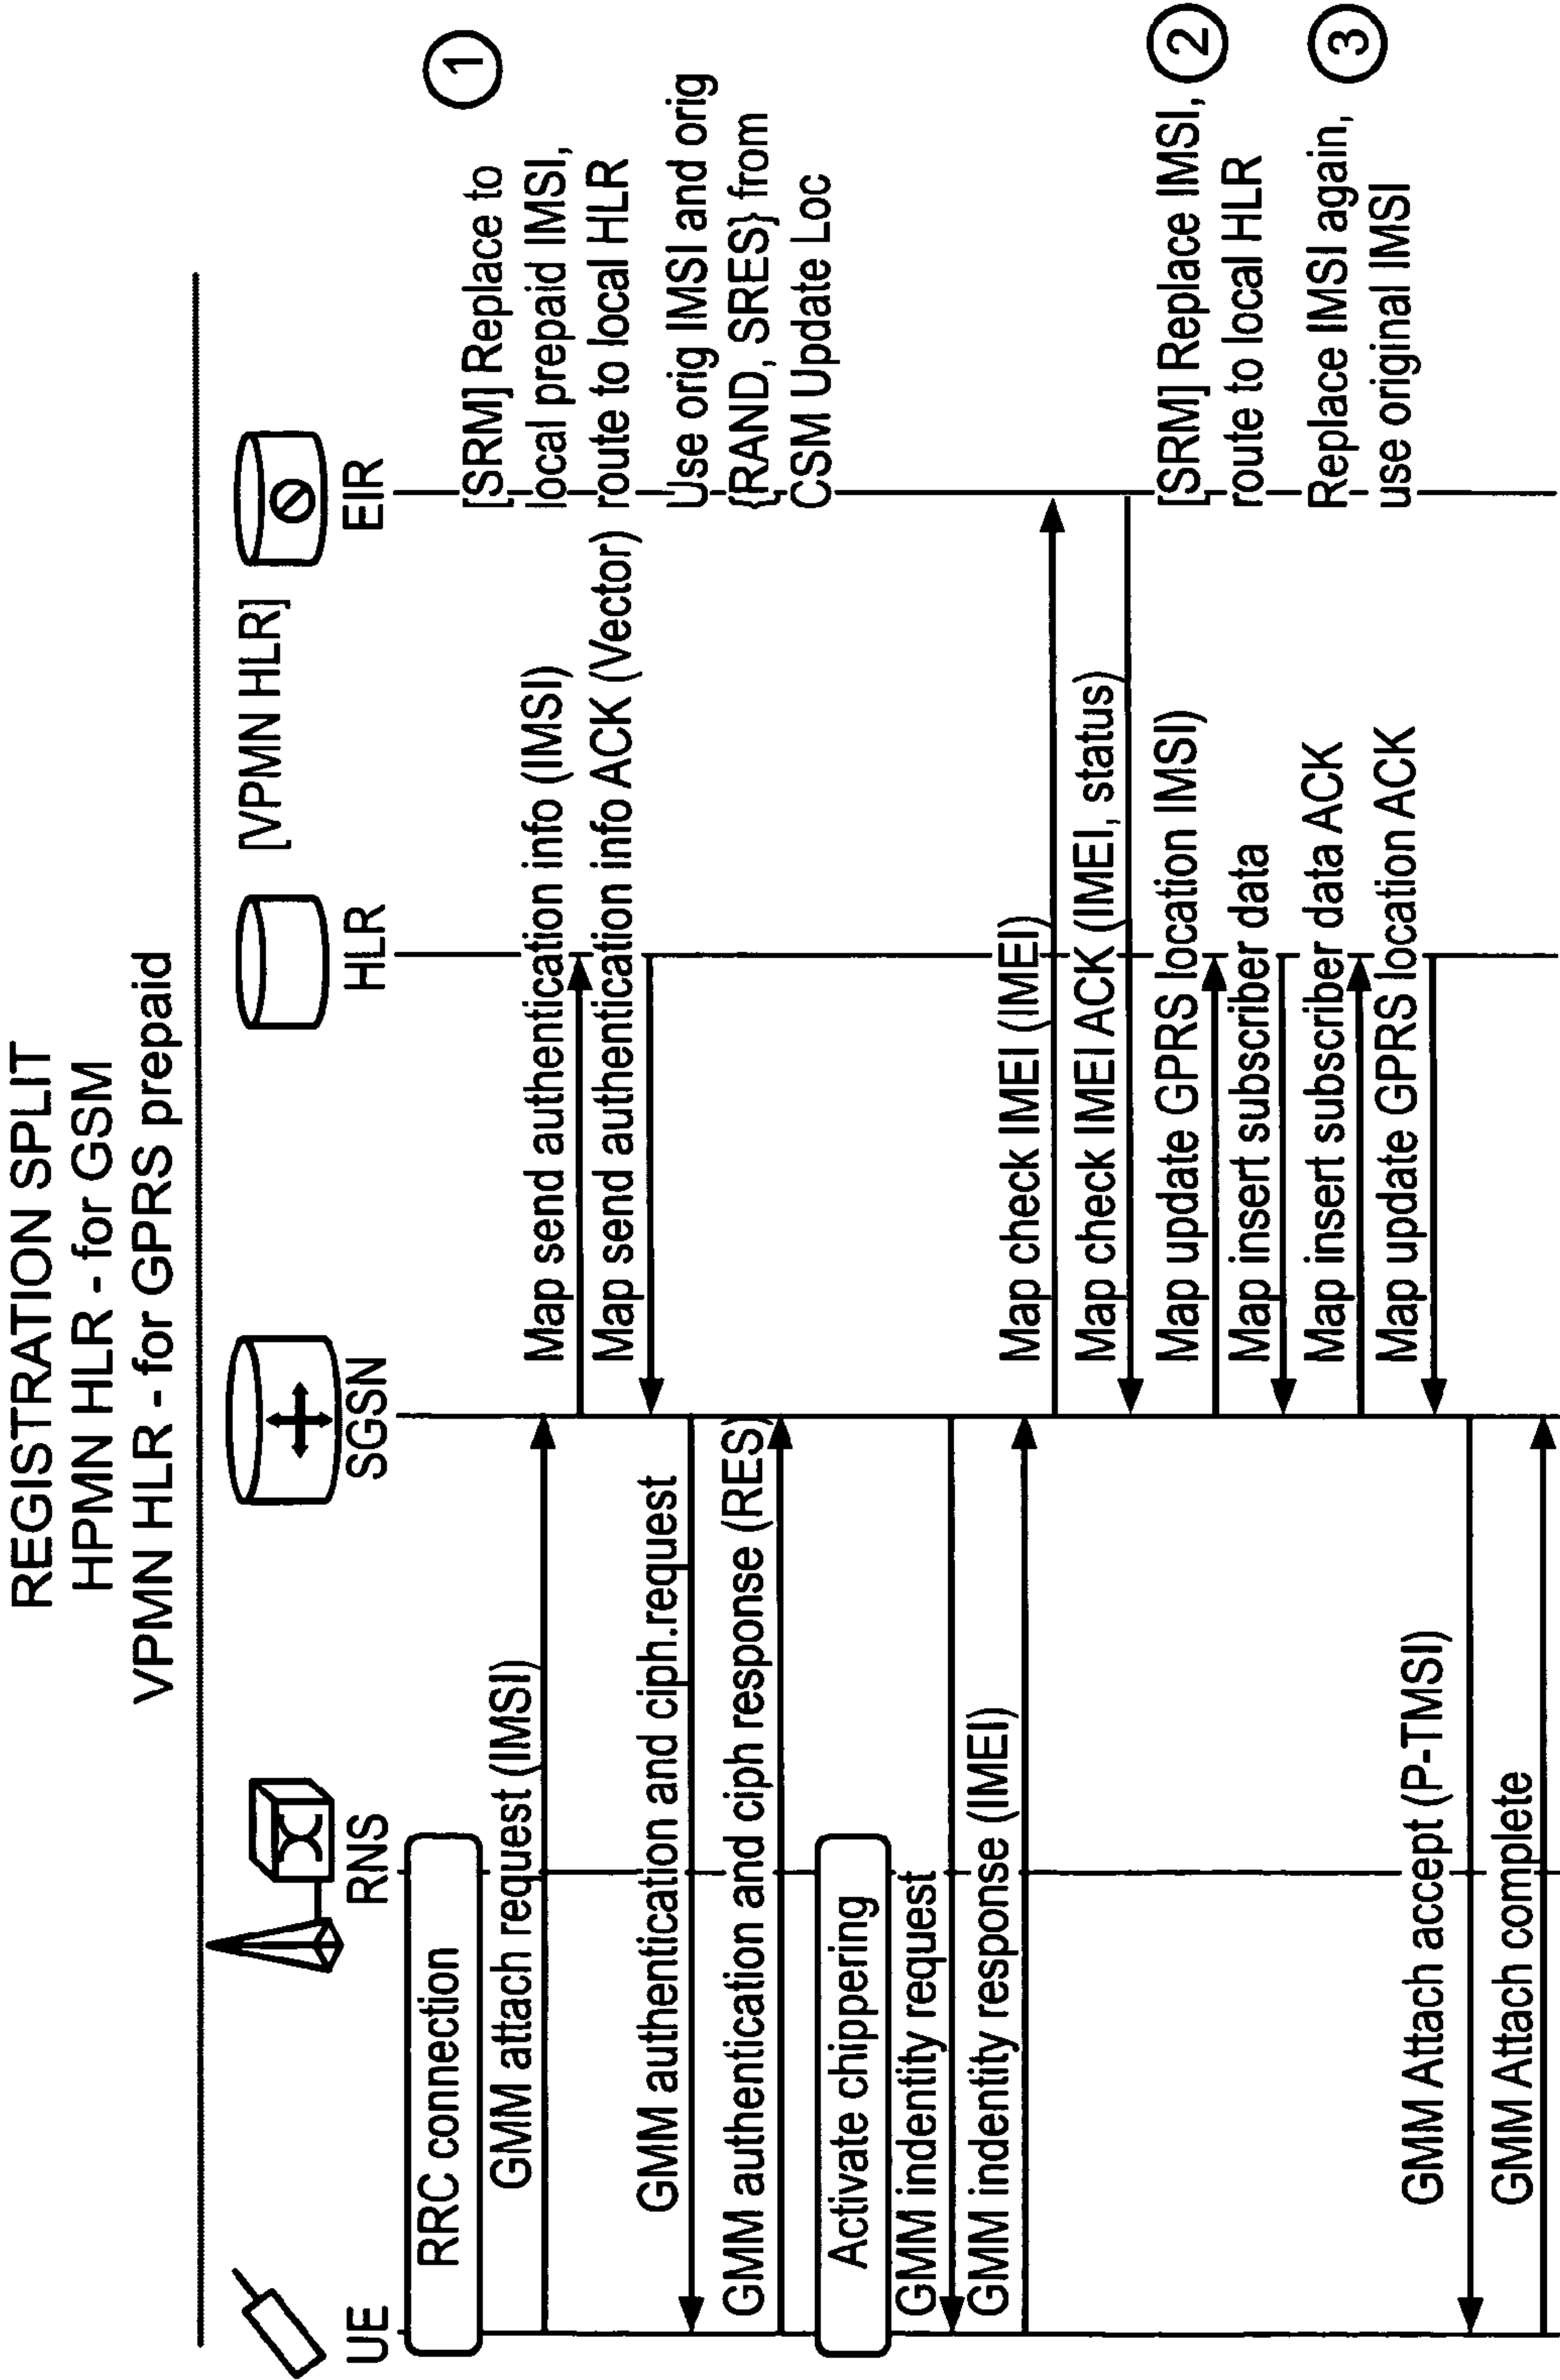 REGISTRATION SPLIT
HPMN HLR - for GSM
VPMN HLR - for GPRS prepaid
UE
RNS
SGSN
HLR
[VPMN HLR]
EIR
RRC connection
GMM attach request (IMSI)
Map send authentication info (IMSI)
Map send authentication info ACK (Vector)
[SRM] Replace to
local prepaid IMSI,
route to local HLR
1
Use orig IMSI and orig
{RAND, SRES} from
CSM Update Loc
GMM authentication and ciph.request
GMM authentication and ciph response (RES)
Activate chippering
GMM indentity request
GMM indentity response (IMEI)
Map check IMEI (IMEI)
Map check IMEI ACK (IMEI, status)
Map update GPRS location IMSI)
[SRM] Replace IMSI,
route to local HLR
2
Map insert subscriber data
Map insert subscriber data ACK
Replace IMSI again,
use original IMSI
3
Map update GPRS location ACK
GMM Attach accept (P-TMSI)
GMM Attach complete